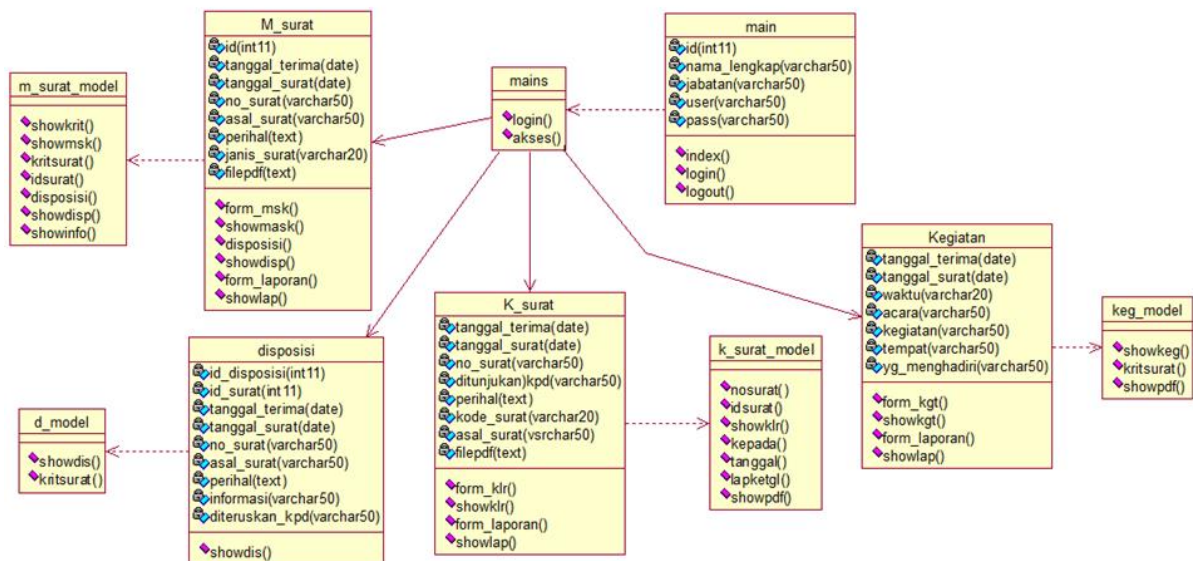 M_surat
id(int11)
tanggal_terima(date)
tanggal_surat(date)
no_surat(varchar50)
asal_surat(varchar50)
perihal(text)
janis_surat(varchar20)
filepdf(text)
form_msk()
showmask()
disposisi()
showdisp()
form_laporan()
showlap()
main
id(int11)
nama_lengkap(varchar50)
jabatan(varchar50)
user(varchar50)
pass(varchar50)
index()
login()
logout()
mains
login()
akses()
m_surat_model
showkrit()
showmsk()
kritsurat()
idsurat()
disposisi()
showdisp()
showinfo()
Kegiatan
tanggal_terima(date)
tanggal_surat(date)
waktu(varchar20)
acara(varchar50)
kegiatan(varchar50)
tempat(varchar50)
yg_menghadiri(varchar50)
form_kgt()
showkgt()
form_laporan()
showlap()
keg_model
showkeg()
kritsurat()
showpdf()
K_surat
tanggal_terima(date)
tanggal_surat(date)
no_surat(varchar50)
ditunjukan)kpd(varchar50)
perihal(text)
kode_surat(varchar20)
asal_surat(vsrchar50)
filepdf(text)
form_klr()
showklr()
form_laporan()
showlap()
k_surat_model
nosurat()
idsurat()
showklr()
kepada()
tanggal()
lapketgl()
showpdf()
disposisi
id_disposisi(int11)
id_surat(int11)
tanggal_terima(date)
tanggal_surat(date)
no_surat(varchar50)
asal_surat(varchar50)
perihal(text)
informasi(varchar50)
diteruskan_kpd(varchar50)
showdis()
d_model
showdis()
kritsurat()